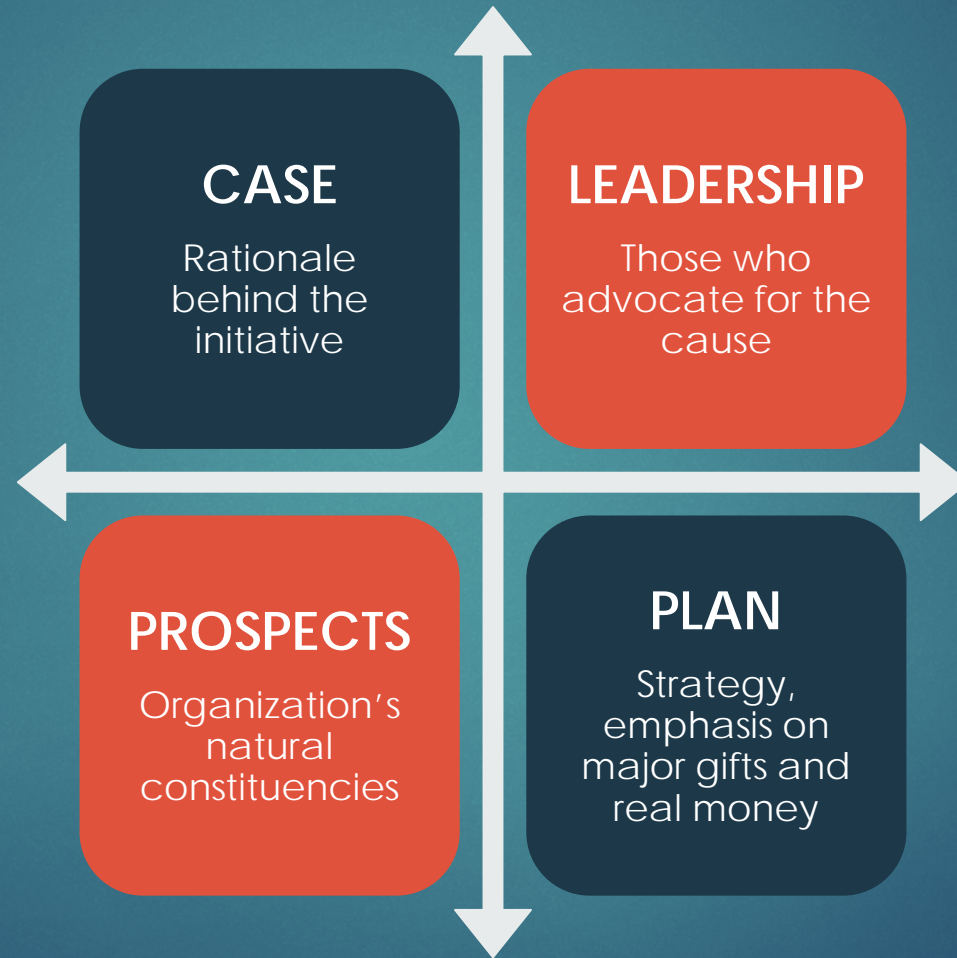 CASE
Rationale
behind the
initiative
LEADERSHIP
Those who
advocate for the
cause
PROSPECTS
Organization’s
natural
constituencies
PLAN
Strategy,
emphasis on
major gifts and
real money